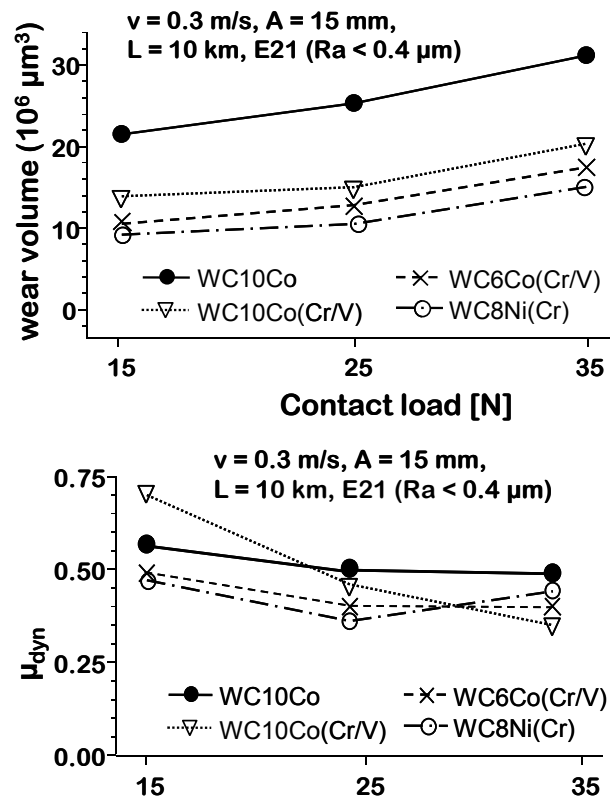 v = 0.3 m/s, A = 15 mm,
L = 10 km, E21 (Ra < 0.4 µm)
wear volume (10⁶ µm³)
30
20
10
0
WC10Co
WC6Co(Cr/V)
WC10Co(Cr/V)
WC8Ni(Cr)
15
25
35
Contact load [N]
v = 0.3 m/s, A = 15 mm,
L = 10 km, E21 (Ra < 0.4 µm)
µdyn
0.75
0.50
0.25
0.00
WC10Co
WC6Co(Cr/V)
WC10Co(Cr/V)
WC8Ni(Cr)
15
25
35